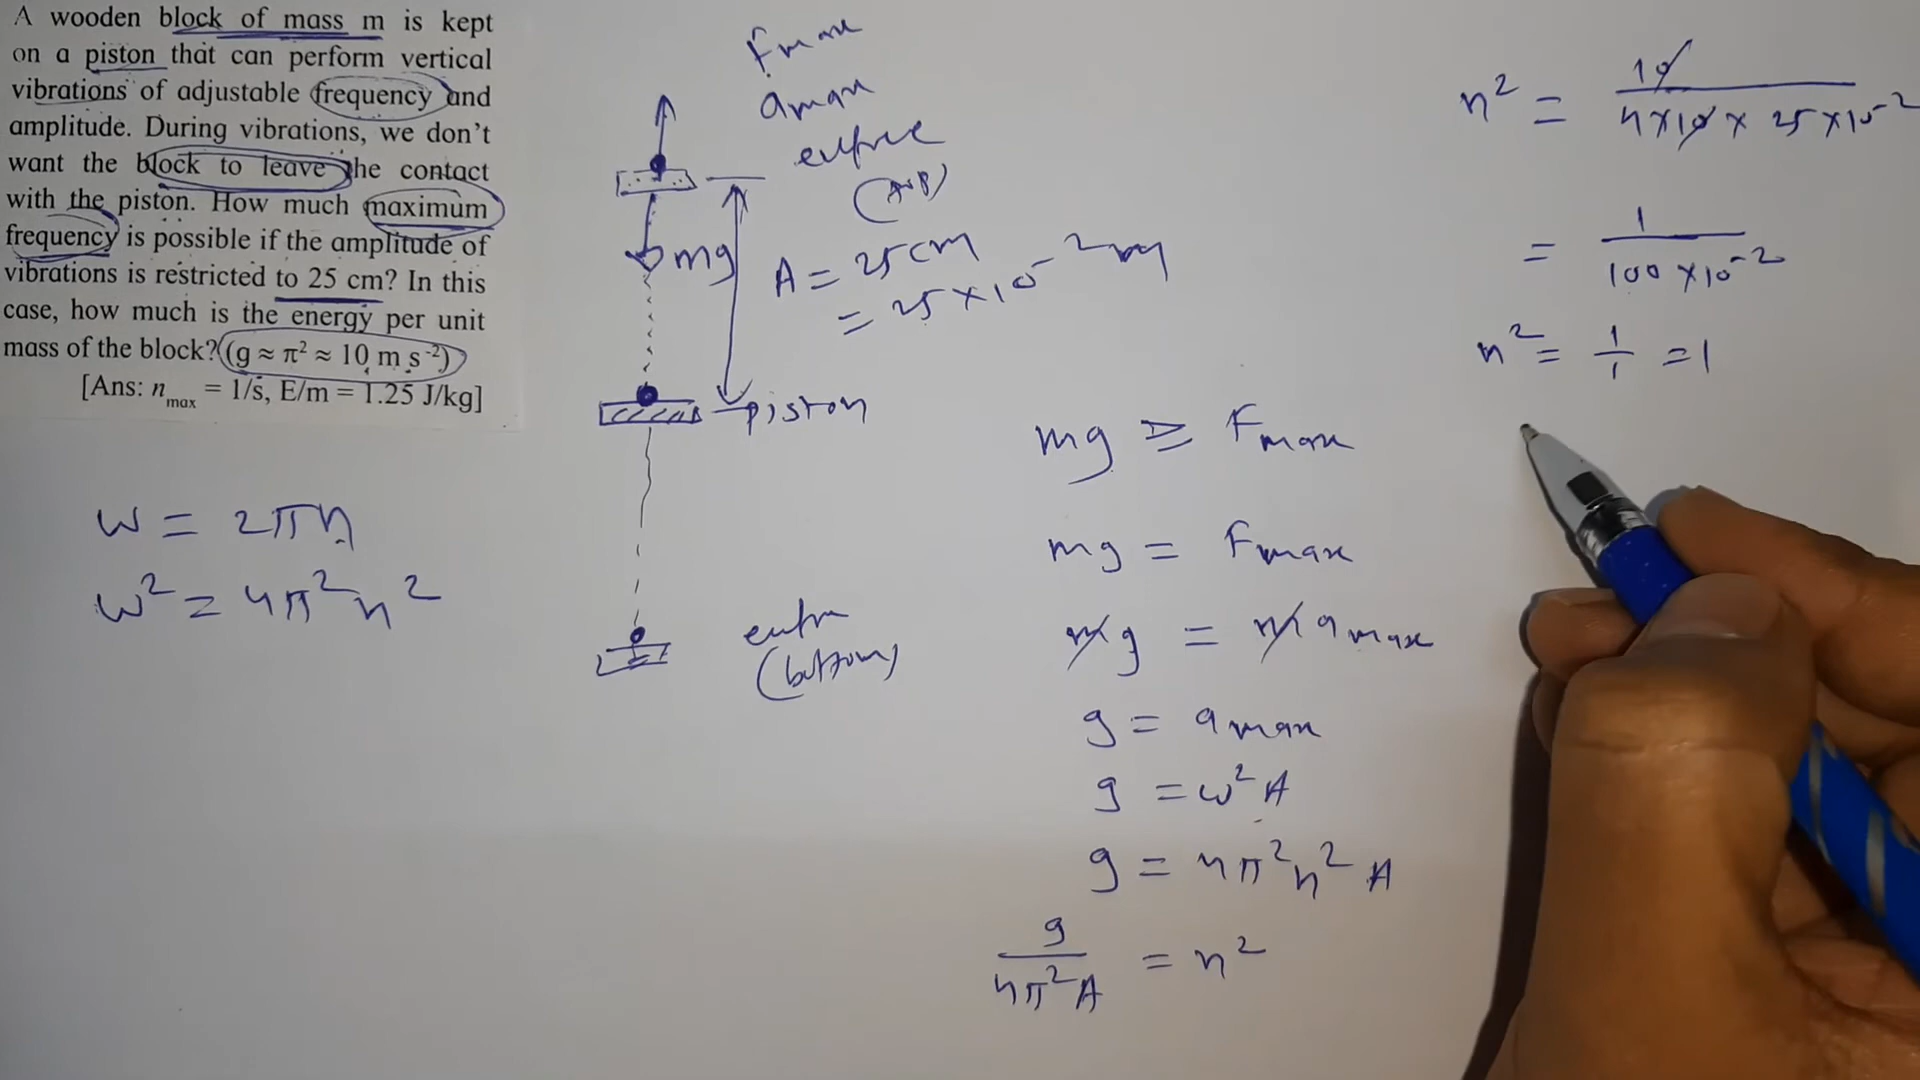 A wooden block of mass m is kept
on a piston that can perform vertical
vibrations of adjustable frequency and
amplitude. During vibrations, we don't
want the block to leave the contact
with the piston. How much maximum
frequency is possible if the amplitude of
vibrations is restricted to 25 cm? In this
case, how much is the energy per unit
mass of the block? (g ≈ π² ≈ 10 m s⁻²)
[Ans: n_max = 1/s, E/m = 1.25 J/kg]
w = 2πn
w² = 4π²n²
Fmax
amax
mg
A = 25 cm
= 25 × 10⁻² m
piston
(bottom)
mg ≥ Fmax
mg = Fmax
mg = m amax
g = amax
g = ω²A
g = 4π²n²A
g/4π²A = n²
n² = 10/4×10×25×10⁻²
= 1/100×10⁻²
n² = 1/1 = 1